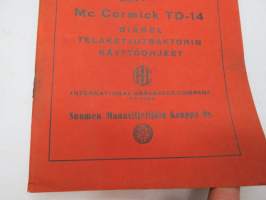 Mc Cormick TD-14
DIESEL
TELAKETJUTRAKTORIN
KÄYTTÖOHJEET
INTERNATIONAL HARVESTER COMPANY
Suomen Maanviljelijäin Kauppa Oy.